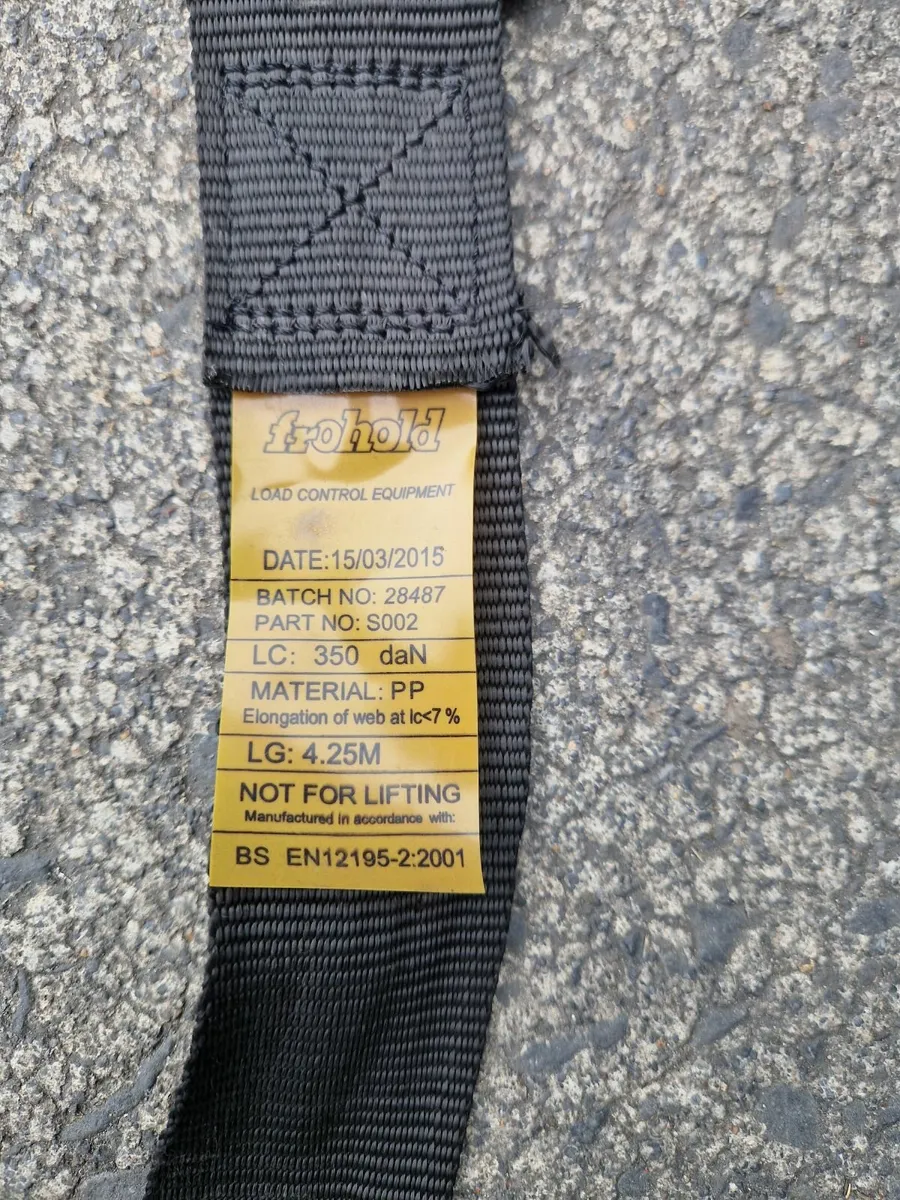 frohold
LOAD CONTROL EQUIPMENT
DATE:15/03/2015
BATCH NO: 28487
PART NO: S002
LC: 350 daN
MATERIAL: PP
Elongation of web at lc<7 %
LG: 4.25M
NOT FOR LIFTING
Manufactured in accordance with:
BS EN12195-2:2001